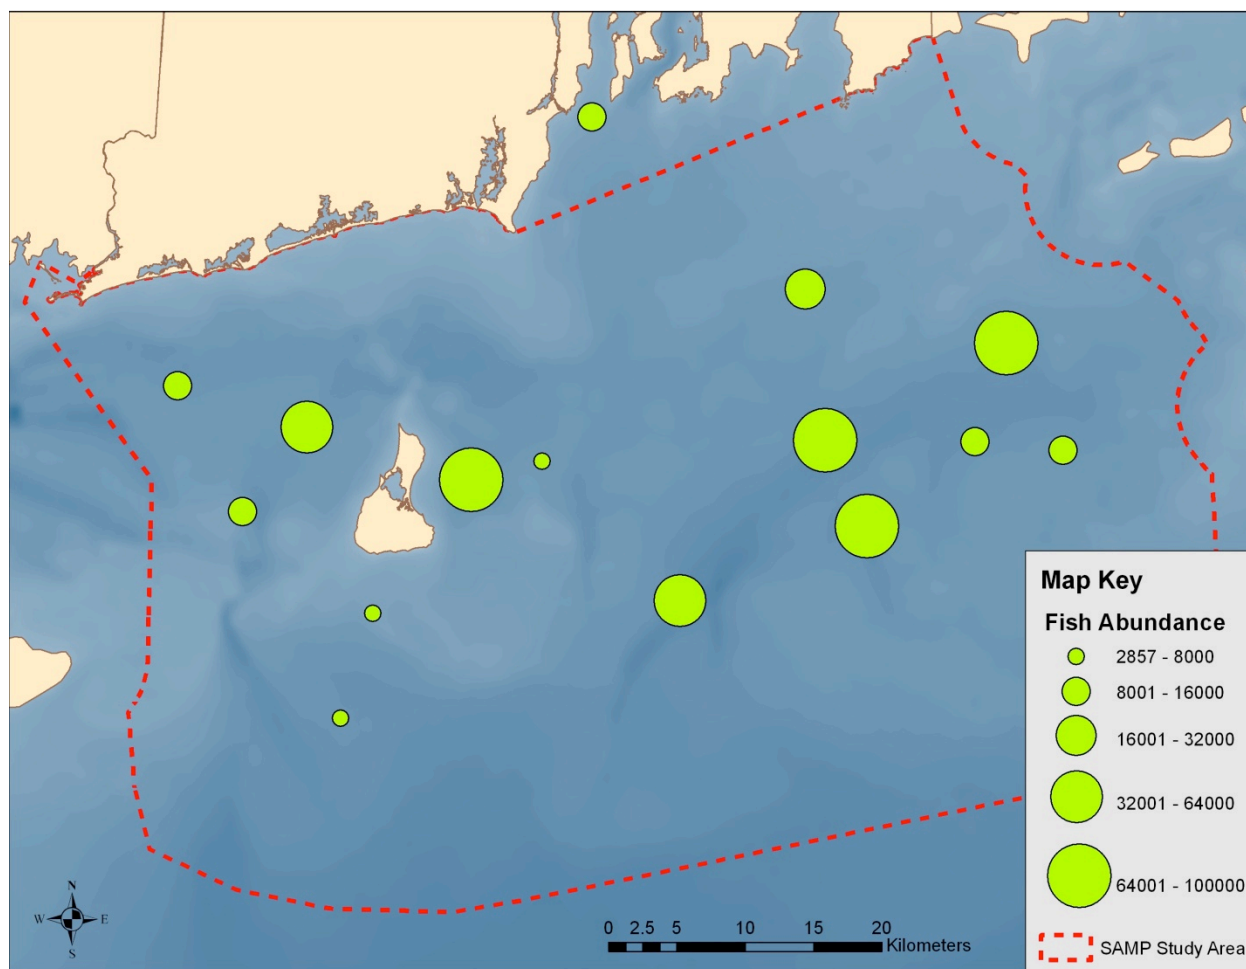 Map Key
Fish Abundance
2857 - 8000
8001 - 16000
16001 - 32000
32001 - 64000
64001 - 100000
SAMP Study Area
N
W E
S
0 2.5 5 10 15 20
Kilometers